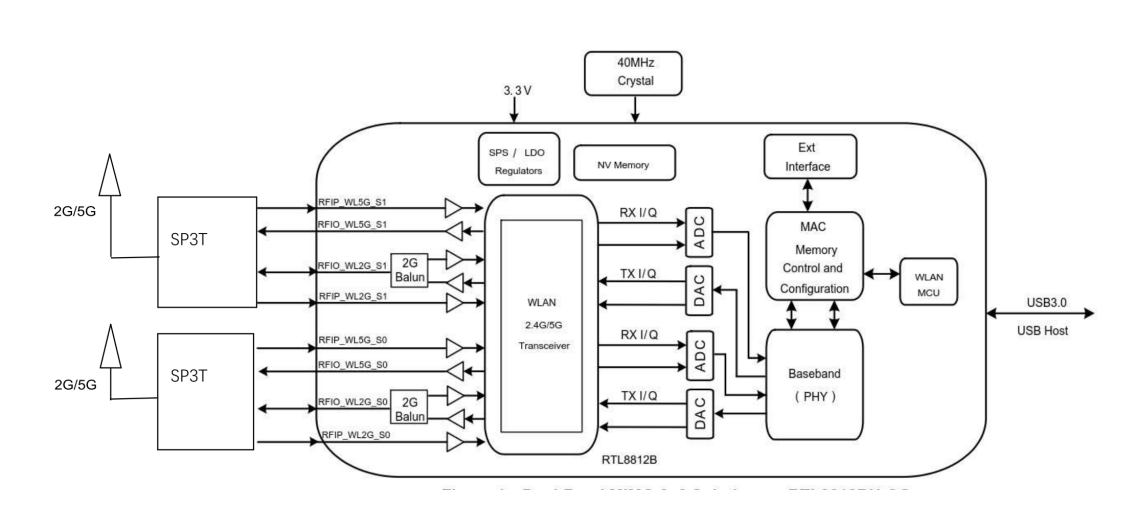 40MHz
Crystal
3.3V
SPS / LDO
Regulators
NV Memory
Ext
Interface
2G/5G
SP3T
RFIP_WL5G_S1
RFIO_WL5G_S1
RFIO_WL2G_S1
2G
Balun
RFIP_WL2G_S1
RX I/Q
ADC
TX I/Q
DAC
MAC
Memory
Control and
Configuration
WLAN
MCU
WLAN
2.4G/5G
Transceiver
USB3.0
USB Host
2G/5G
SP3T
RFIP_WL5G_S0
RFIO_WL5G_S0
RFIO_WL2G_S0
2G
Balun
RFIP_WL2G_S0
RX I/Q
ADC
TX I/Q
DAC
Baseband
( PHY )
RTL8812B